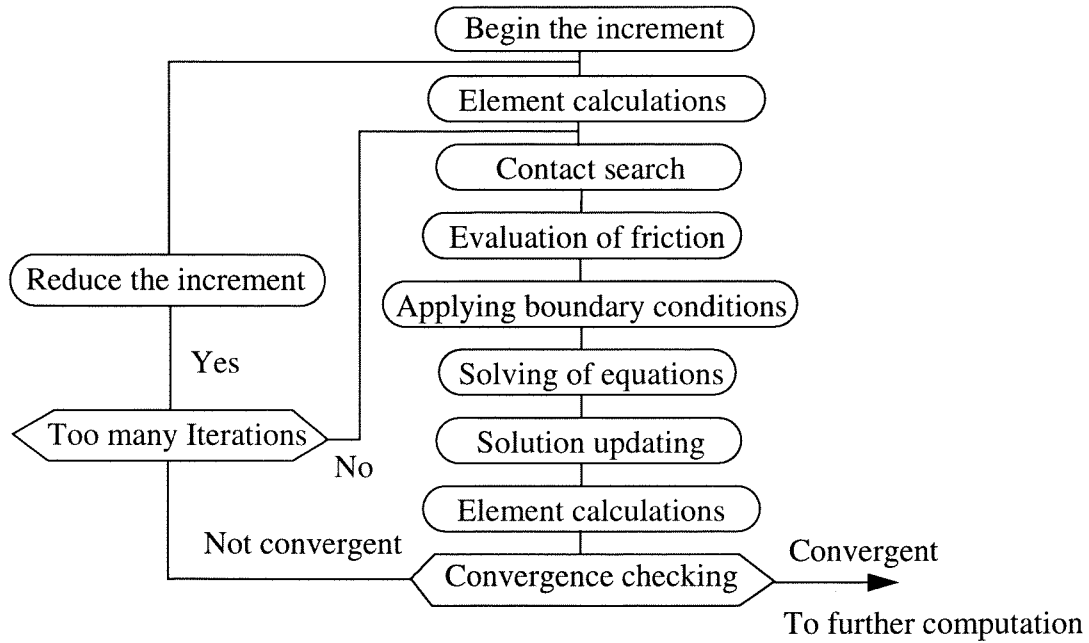 Begin the increment
Element calculations
Contact search
Evaluation of friction
Reduce the increment
Applying boundary conditions
Yes
Solving of equations
Too many Iterations
Solution updating
No
Element calculations
Not convergent
Convergent
Convergence checking
To further computation